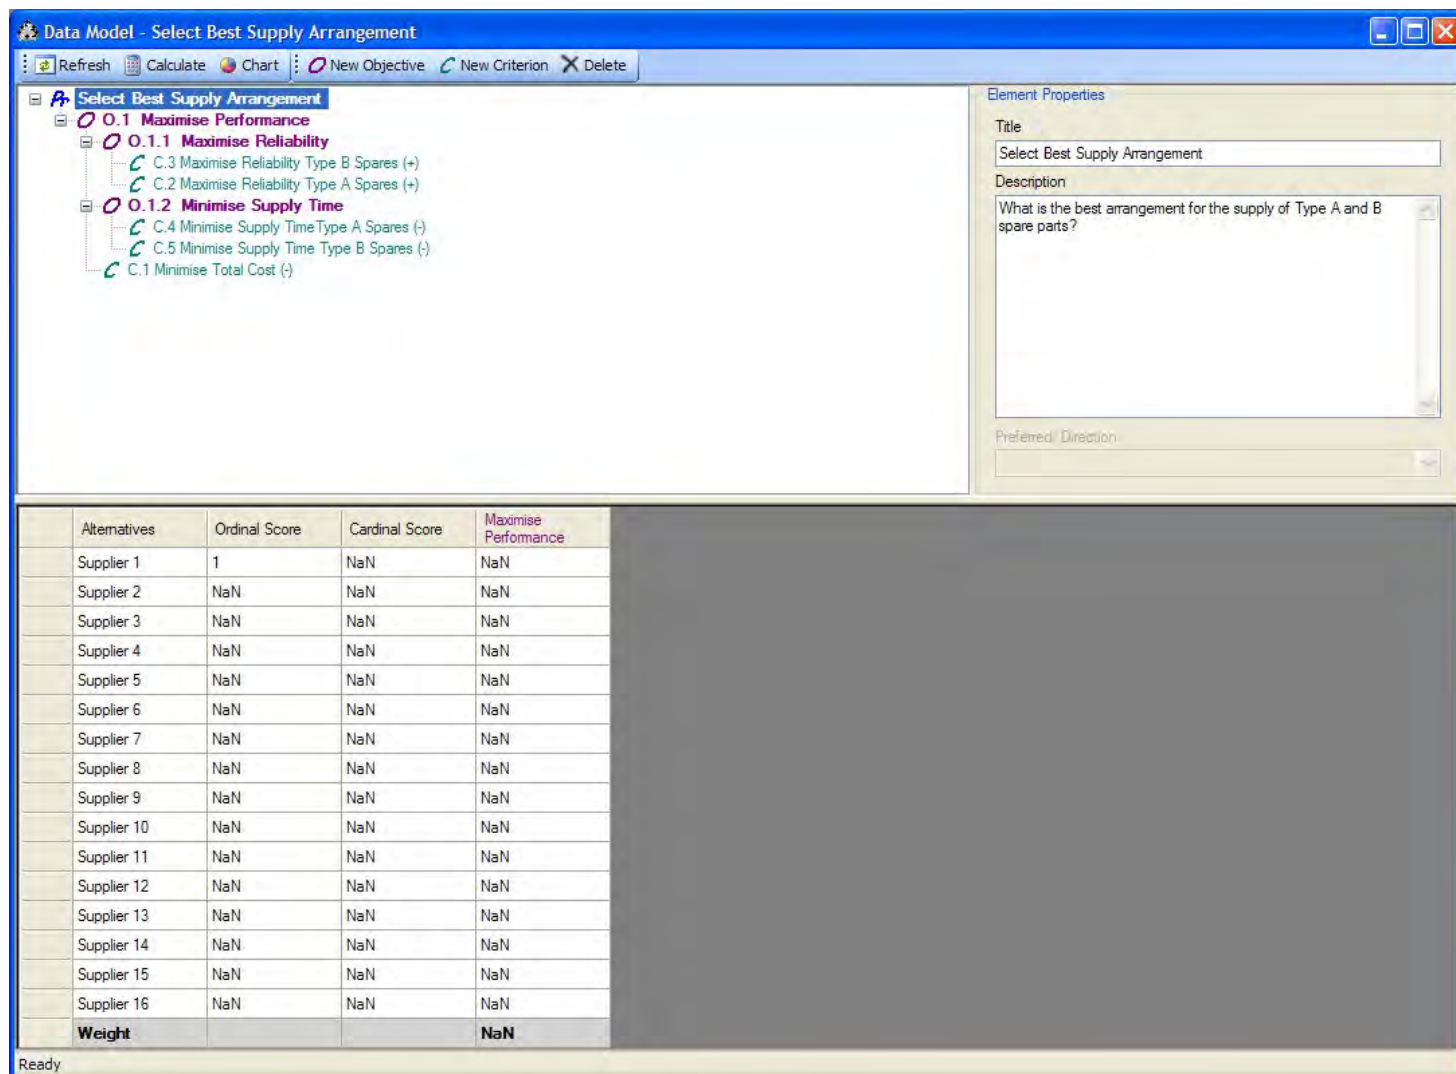 Data Model - Select Best Supply Arrangement
Refresh Calculate Chart New Objective New Criterion Delete
Select Best Supply Arrangement
O.1 Maximise Performance
O.1.1 Maximise Reliability
C.3 Maximise Reliability Type B Spares (+)
C.2 Maximise Reliability Type A Spares (+)
O.1.2 Minimise Supply Time
C.4 Minimise Supply TimeType A Spares (-)
C.5 Minimise Supply Time Type B Spares (-)
C.1 Minimise Total Cost (-)
Element Properties
Title
Select Best Supply Arrangement
Description
What is the best arrangement for the supply of Type A and B
spare parts?
Preferred Direction
Alternatives Ordinal Score Cardinal Score Maximise
Performance
Supplier 1 1 NaN NaN
Supplier 2 NaN NaN NaN
Supplier 3 NaN NaN NaN
Supplier 4 NaN NaN NaN
Supplier 5 NaN NaN NaN
Supplier 6 NaN NaN NaN
Supplier 7 NaN NaN NaN
Supplier 8 NaN NaN NaN
Supplier 9 NaN NaN NaN
Supplier 10 NaN NaN NaN
Supplier 11 NaN NaN NaN
Supplier 12 NaN NaN NaN
Supplier 13 NaN NaN NaN
Supplier 14 NaN NaN NaN
Supplier 15 NaN NaN NaN
Supplier 16 NaN NaN NaN
Weight NaN
Ready